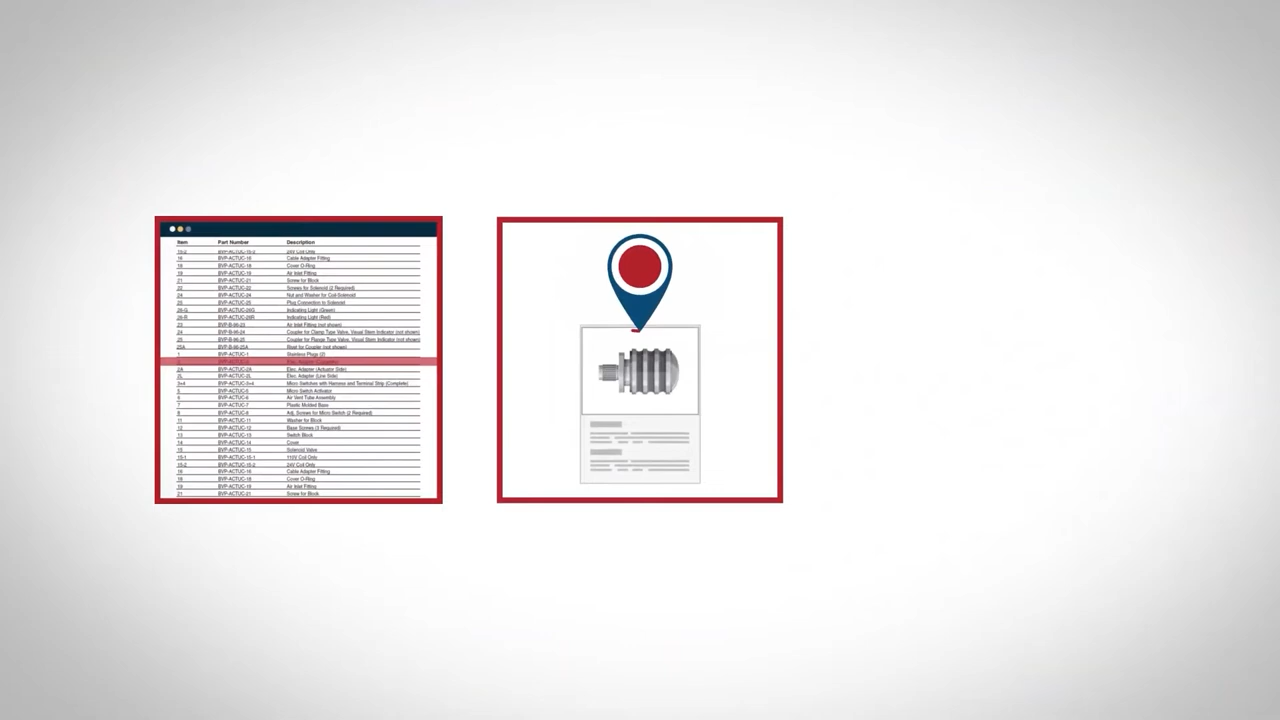 Item Part Number Description
15-2 BVP-ACTUC-15-2 24V Coil Only
16 BVP-ACTUC-16 Cable Adapter Fitting
18 BVP-ACTUC-18 Cover O-Ring
19 BVP-ACTUC-19 Air Inlet Fitting
21 BVP-ACTUC-21 Screw for Block
22 BVP-ACTUC-22 Screws for Solenoid (2 Required)
24 BVP-ACTUC-24 Nut and Washer for Coil-Solenoid
25 BVP-ACTUC-25 Plug Connection to Solenoid
26-G BVP-ACTUC-26G Indicating Light (Green)
26-R BVP-ACTUC-26R Indicating Light (Red)
23 BVP-B-96-23 Air Inlet Fitting (not shown)
24 BVP-B-96-24 Coupler for Clamp Type Valve, Visual Stem Indicator (not shown)
25 BVP-B-96-25 Coupler for Flange Type Valve, Visual Stem Indicator (not shown)
25A BVP-B-96-25A for Coupler (not shown)
1 BVP-ACTUC-1 Stainless Plugs (2)
2A BVP-ACTUC-2A Elec. Adapter (Actuator Side)
2L BVP-ACTUC-2L Elec. Adapter (Line Side)
3+4 BVP-ACTUC-3+4 Micro Switches with Harness and Terminal Strip (Complete)
5 BVP-ACTUC-5 Micro Switch Activator
6 BVP-ACTUC-6 Air Vent Tube Assembly
7 BVP-ACTUC-7 Plastic Molded Base
8 BVP-ACTUC-8 Adj. Screws for Micro Switch (2 Required)
11 BVP-ACTUC-11 Washer for Block
12 BVP-ACTUC-12 Base Screws (3 Required)
13 BVP-ACTUC-13 Switch Block
14 BVP-ACTUC-14 Cover
15 BVP-ACTUC-15 Solenoid Valve
15-1 BVP-ACTUC-15-1 110V Coil Only
15-2 BVP-ACTUC-15-2 24V Coil Only
16 BVP-ACTUC-16 Cable Adapter Fitting
18 BVP-ACTUC-18 Cover O-Ring
19 BVP-ACTUC-19 Air Inlet Fitting
21 BVP-ACTUC-21 Screw for Block